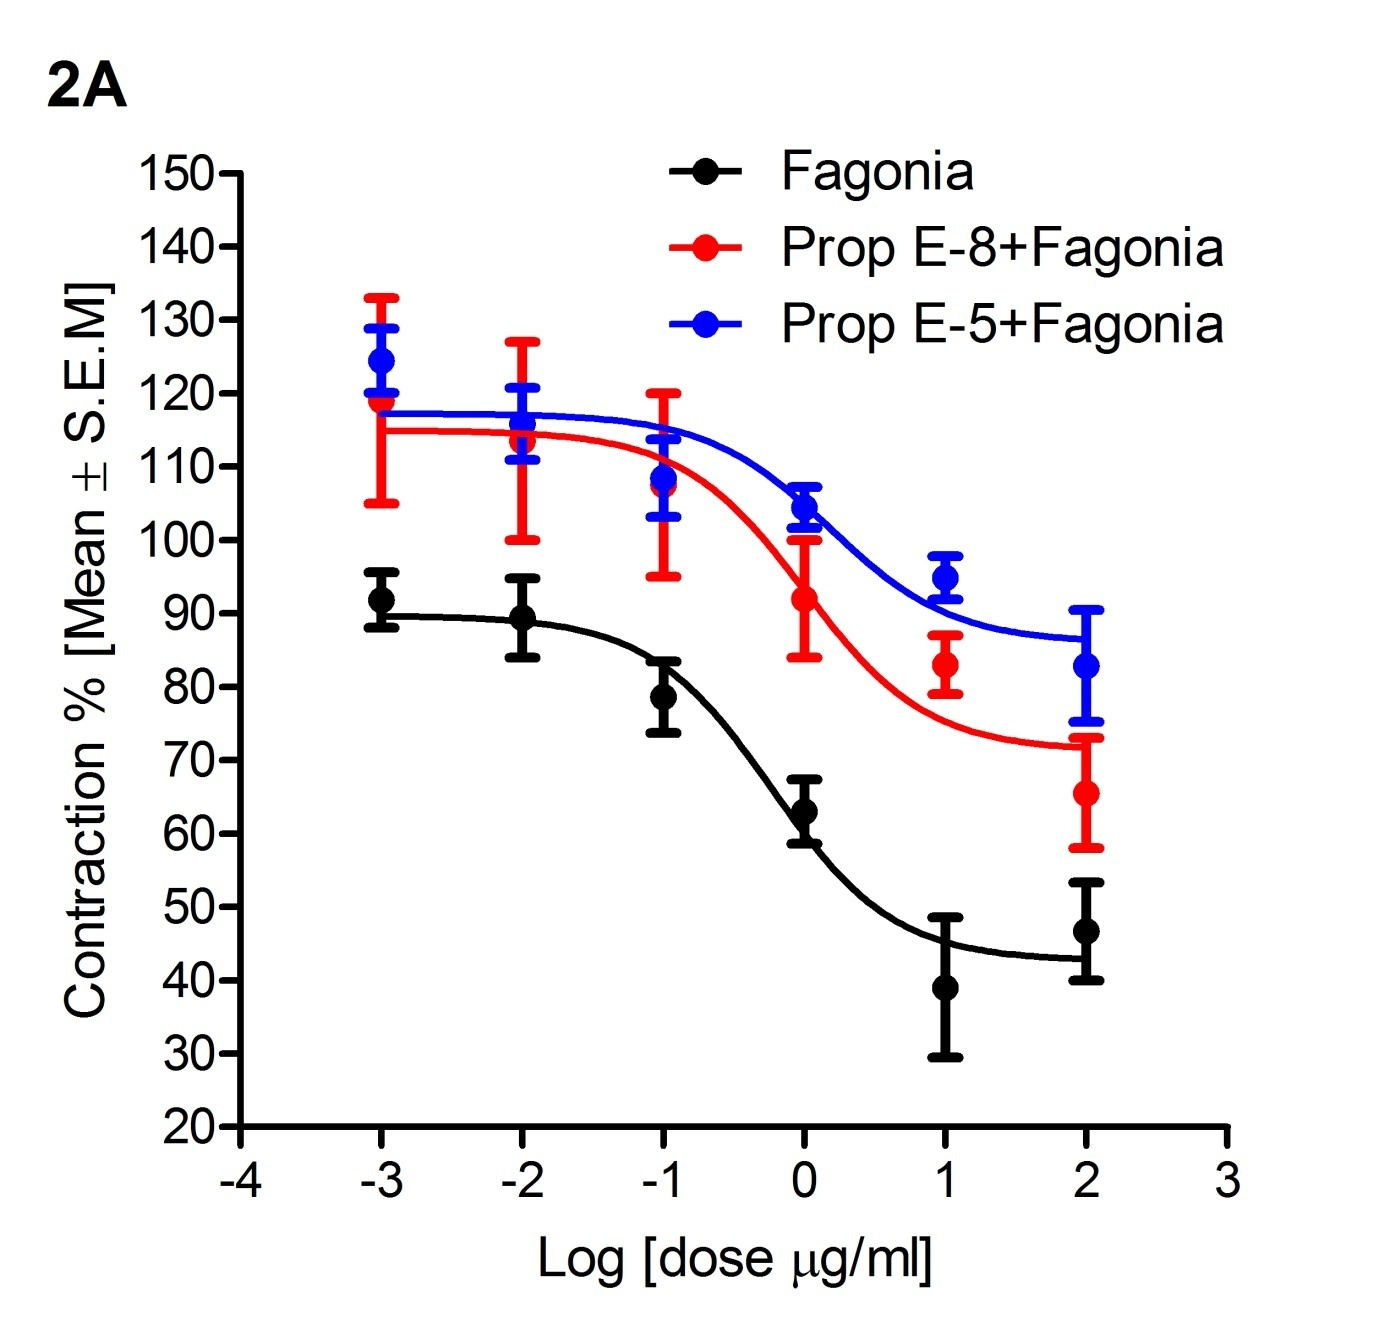 2A
Fagonia
Prop E-8+Fagonia
Prop E-5+Fagonia
Contraction % [Mean ± S.E.M]
150
140
130
120
110
100
90
80
70
60
50
40
30
20
-4 -3 -2 -1 0 1 2 3
Log [dose µg/ml]